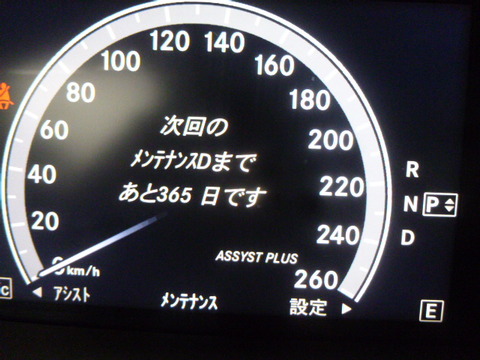 120 140
100 160
80 180
60 200
40 220
20 240
0 km/h 260
次回の
ﾒﾝﾃﾅﾝｽDまで
あと365 日です
ASSYST PLUS
R
N P
D
C
E
◀ ｱｼｽﾄ ﾒﾝﾃﾅﾝｽ 設定 ▶